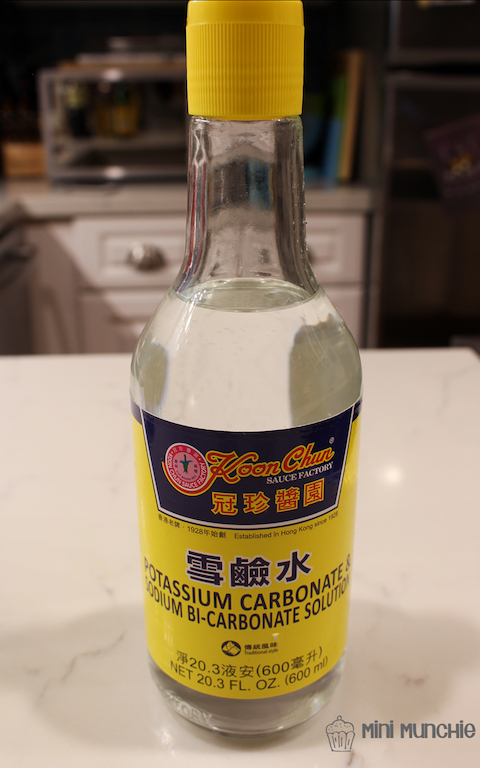 Koon Chun®
SAUCE FACTORY
冠珍醬園
香港老牌·1928年始創 Established in Hong Kong since 1928
雪鹼水
POTASSIUM CARBONATE &
SODIUM BI-CARBONATE SOLUTION
傳統風味
Traditional style
淨20.3液安(600毫升)
NET 20.3 FL. OZ. (600 ml)
MINI MUNCHIE